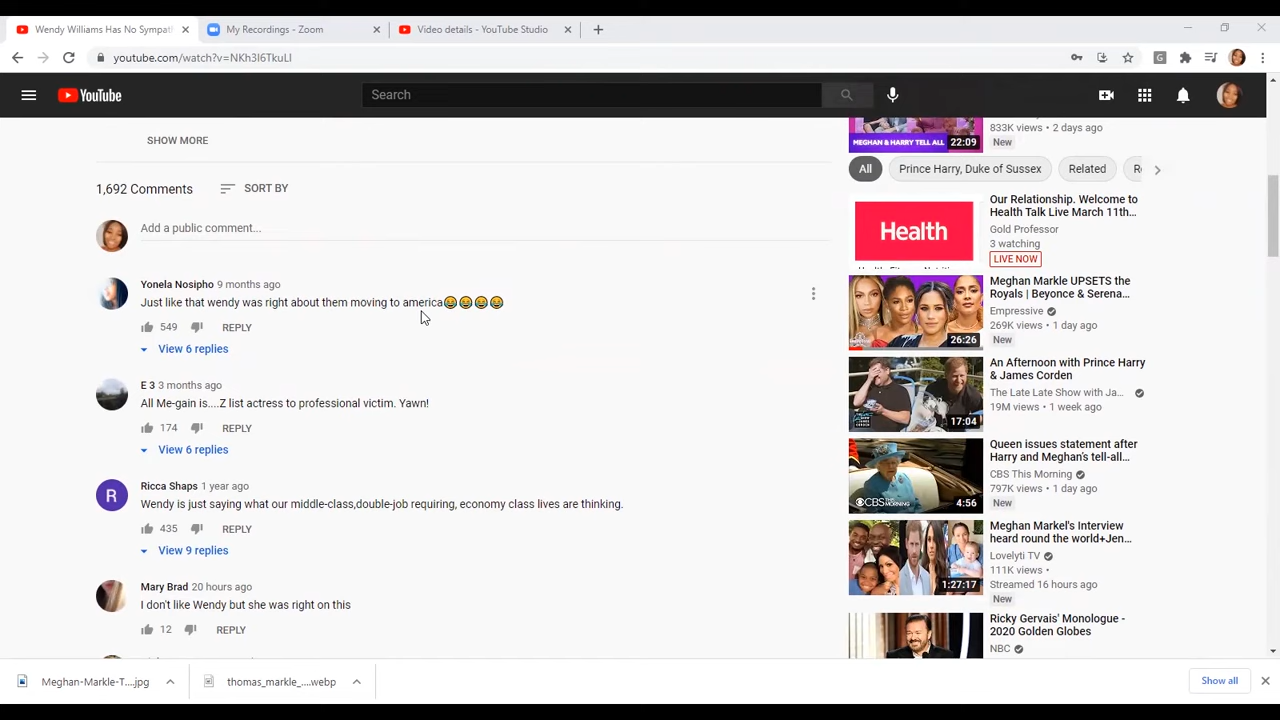 Wendy Williams Has No Sympath
My Recordings - Zoom
Video details - YouTube Studio
youtube.com/watch?v=NKh3I6TkuLI
YouTube
Search
SHOW MORE
1,692 Comments
SORT BY
Add a public comment...
Yonela Nosipho 9 months ago
Just like that wendy was right about them moving to america😂😂😂😂
549 REPLY
View 6 replies
E 3 3 months ago
All Me-gain is....Z list actress to professional victim. Yawn!
174 REPLY
View 6 replies
Ricca Shaps 1 year ago
R
Wendy is just saying what our middle-class,double-job requiring, economy class lives are thinking.
435 REPLY
View 9 replies
Mary Brad 20 hours ago
I don't like Wendy but she was right on this
12 REPLY
MEGHAN & HARRY TELL ALL 22:09
833K views • 2 days ago
New
All Prince Harry, Duke of Sussex Related
Health
Our Relationship. Welcome to
Health Talk Live March 11th...
Gold Professor
3 watching
LIVE NOW
26:26
Meghan Markle UPSETS the
Royals | Beyonce & Serena...
Empressive
269K views • 1 day ago
New
17:04
An Afternoon with Prince Harry
& James Corden
The Late Late Show with Ja...
19M views • 1 week ago
CBS THIS MORNING 4:56
Queen issues statement after
Harry and Meghan's tell-all...
CBS This Morning
797K views • 1 day ago
New
1:27:17
Meghan Markel's Interview
heard round the world+Jen...
Lovelyti TV
111K views •
Streamed 16 hours ago
New
Ricky Gervais' Monologue -
2020 Golden Globes
NBC
Meghan-Markle-T....jpg
thomas_markle_....webp
Show all